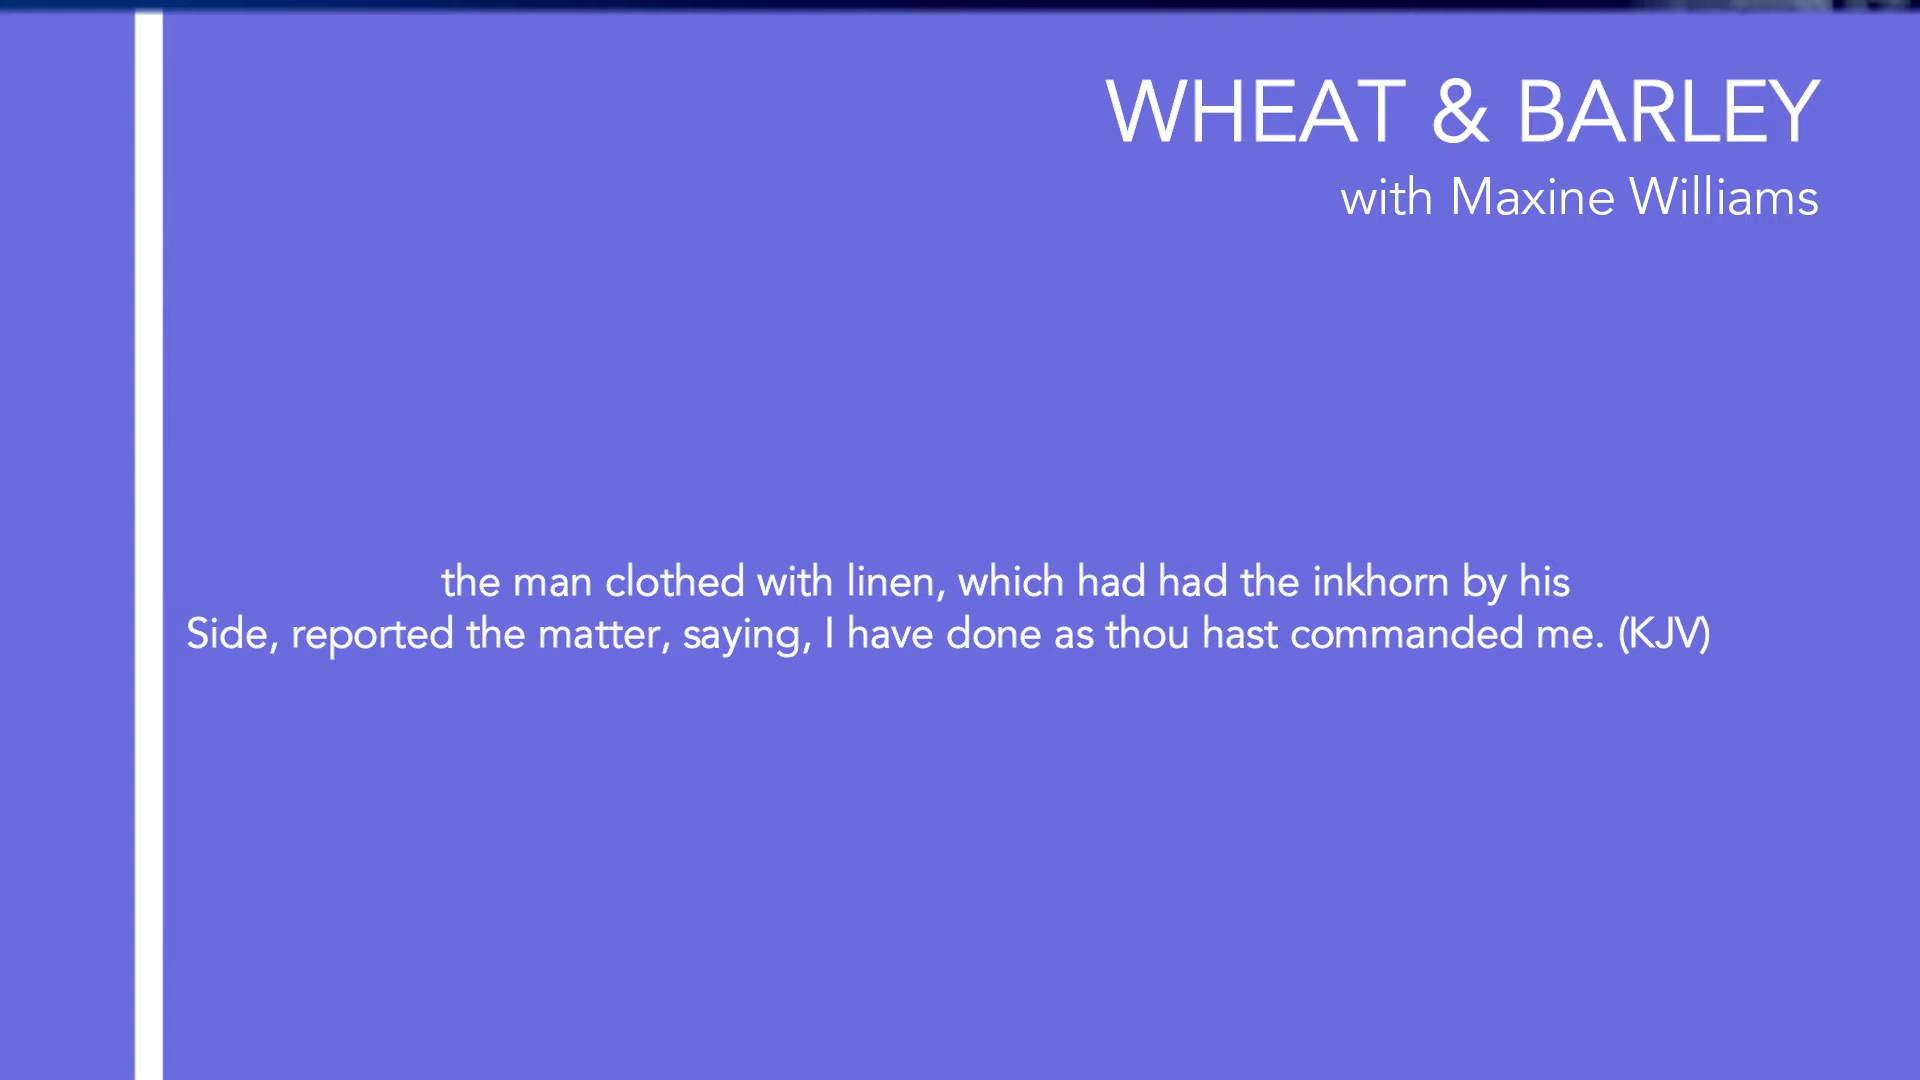 WHEAT & BARLEY
with Maxine Williams
the man clothed with linen, which had had the inkhorn by his
Side, reported the matter, saying, I have done as thou hast commanded me. (KJV)